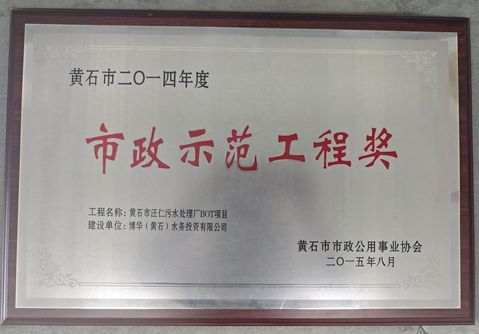 黄石市二〇一四年度
市政示范工程奖
工程名称：黄石市汪仁污水处理厂BOT项目
建设单位：博华（黄石）水务投资有限公司
黄石市市政公用事业协会
二〇一五年八月